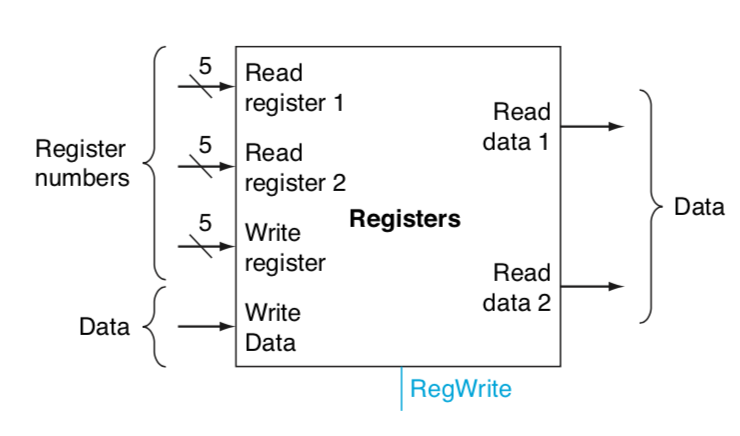 5
Read
register 1
Read
data 1
Register
numbers
5
Read
register 2
Data
5
Write
register
Registers
Read
data 2
Data
Write
Data
RegWrite